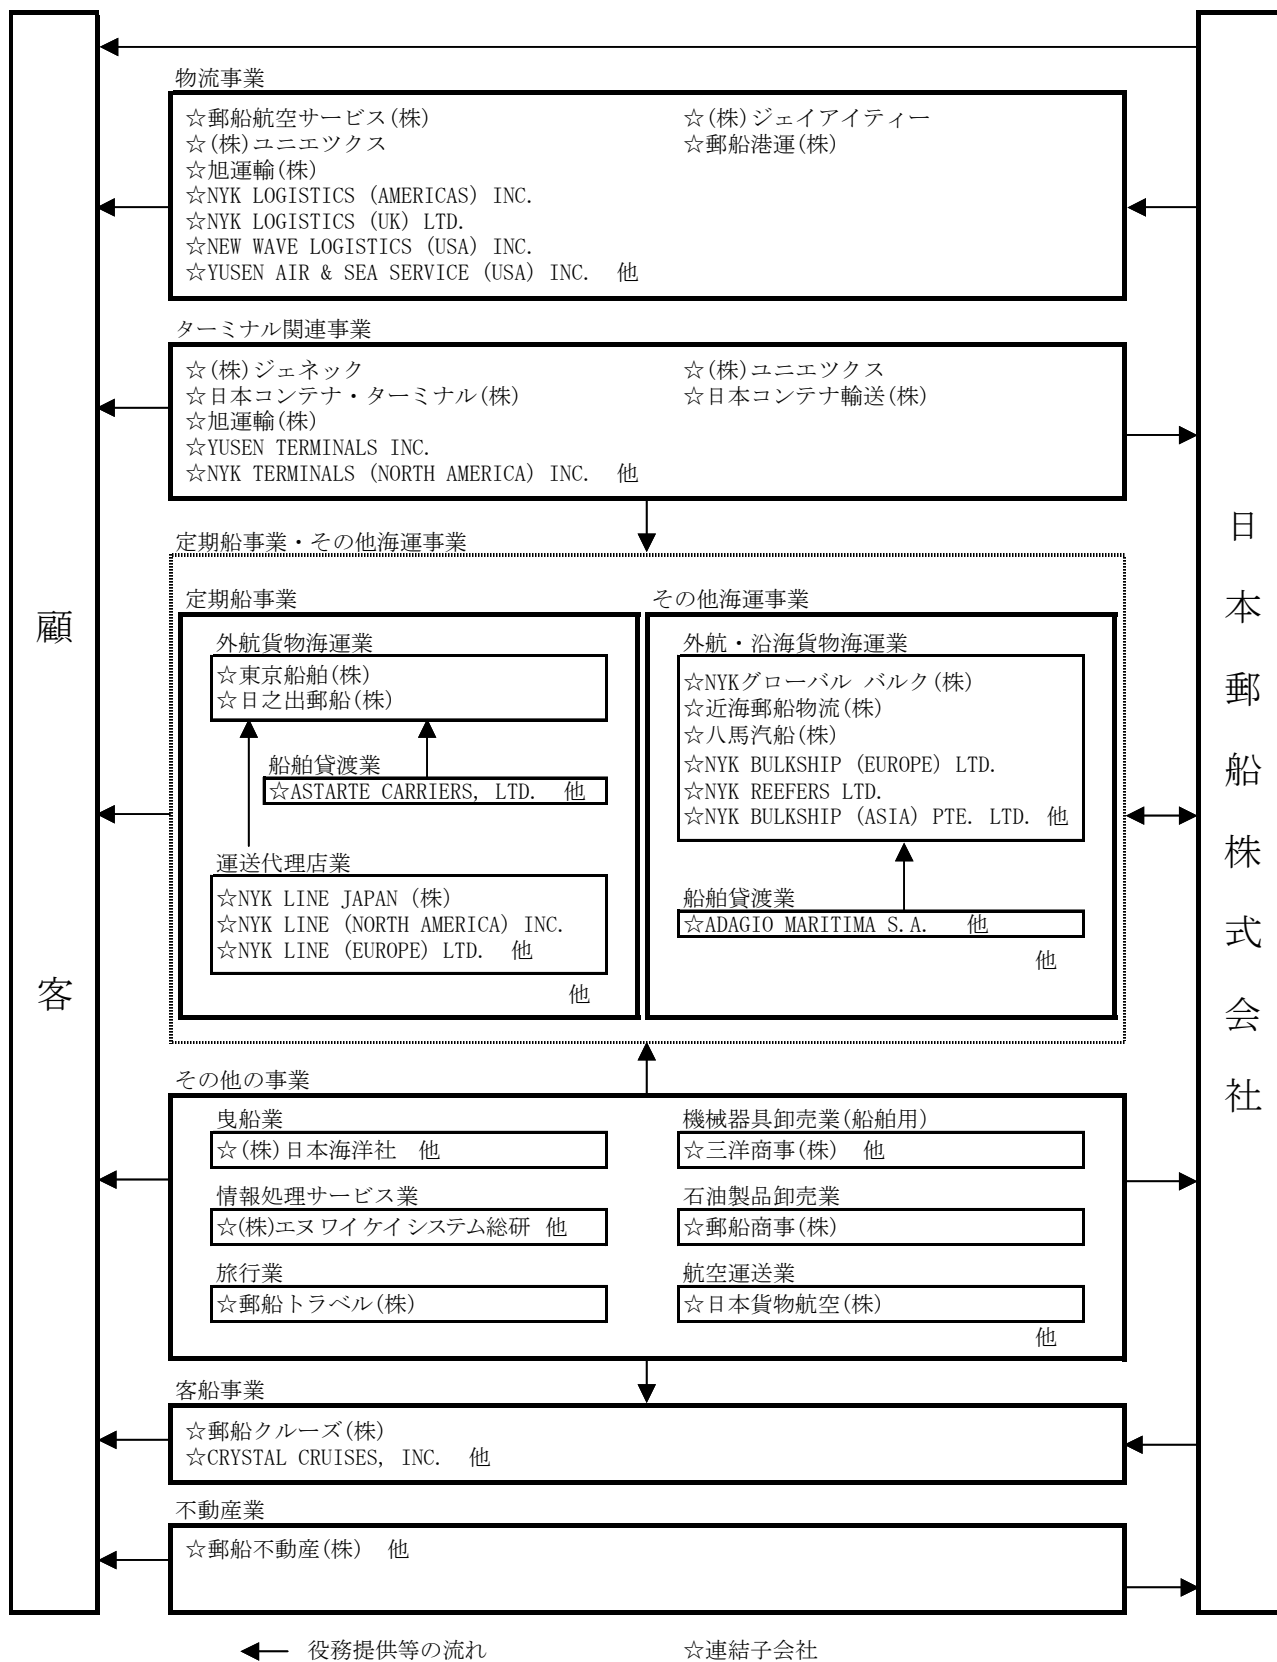 顧客
日本郵船株式会社
物流事業
☆郵船航空サービス(株)
☆(株)ユニエツクス
☆旭運輸(株)
☆NYK LOGISTICS (AMERICAS) INC.
☆NYK LOGISTICS (UK) LTD.
☆NEW WAVE LOGISTICS (USA) INC.
☆YUSEN AIR & SEA SERVICE (USA) INC. 他
☆(株)ジェイアイティー
☆郵船港運(株)
ターミナル関連事業
☆(株)ジェネック
☆日本コンテナ・ターミナル(株)
☆旭運輸(株)
☆YUSEN TERMINALS INC.
☆NYK TERMINALS (NORTH AMERICA) INC. 他
☆(株)ユニエツクス
☆日本コンテナ輸送(株)
定期船事業・その他海運事業
定期船事業
外航貨物海運業
☆東京船舶(株)
☆日之出郵船(株)
船舶貸渡業
☆ASTARTE CARRIERS, LTD. 他
運送代理店業
☆NYK LINE JAPAN (株)
☆NYK LINE (NORTH AMERICA) INC.
☆NYK LINE (EUROPE) LTD. 他
他
その他海運事業
外航・沿海貨物海運業
☆NYKグローバル バルク(株)
☆近海郵船物流(株)
☆八馬汽船(株)
☆NYK BULKSHIP (EUROPE) LTD.
☆NYK REEFERS LTD.
☆NYK BULKSHIP (ASIA) PTE. LTD. 他
船舶貸渡業
☆ADAGIO MARITIMA S.A. 他
他
その他の事業
曳船業
☆(株)日本海洋社 他
情報処理サービス業
☆(株)エヌワイケイシステム総研 他
旅行業
☆郵船トラベル(株)
機械器具卸売業(船舶用)
☆三洋商事(株) 他
石油製品卸売業
☆郵船商事(株)
航空運送業
☆日本貨物航空(株)
他
客船事業
☆郵船クルーズ(株)
☆CRYSTAL CRUISES, INC. 他
不動産業
☆郵船不動産(株) 他
役務提供等の流れ
☆連結子会社